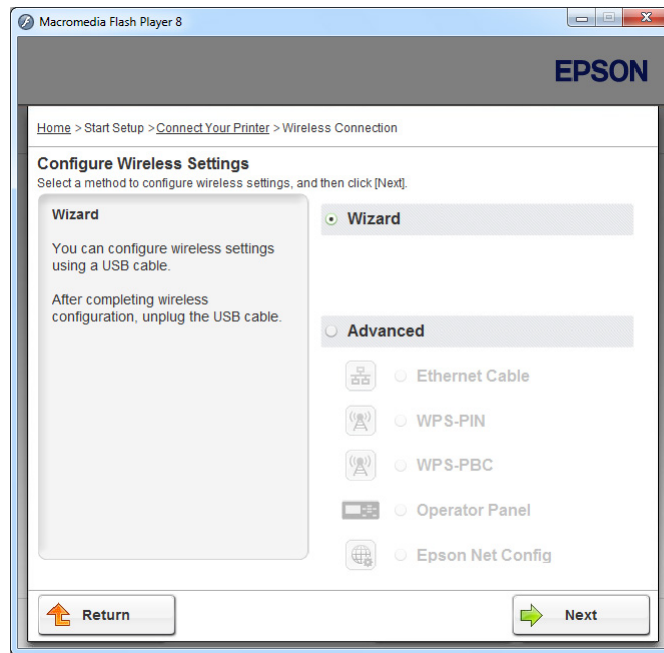 Macromedia Flash Player 8
EPSON
Home > Start Setup > Connect Your Printer > Wireless Connection
Configure Wireless Settings
Select a method to configure wireless settings, and then click [Next].
Wizard
You can configure wireless settings
using a USB cable.
After completing wireless
configuration, unplug the USB cable.
Wizard
Advanced
Ethernet Cable
WPS-PIN
WPS-PBC
Operator Panel
Epson Net Config
Return
Next